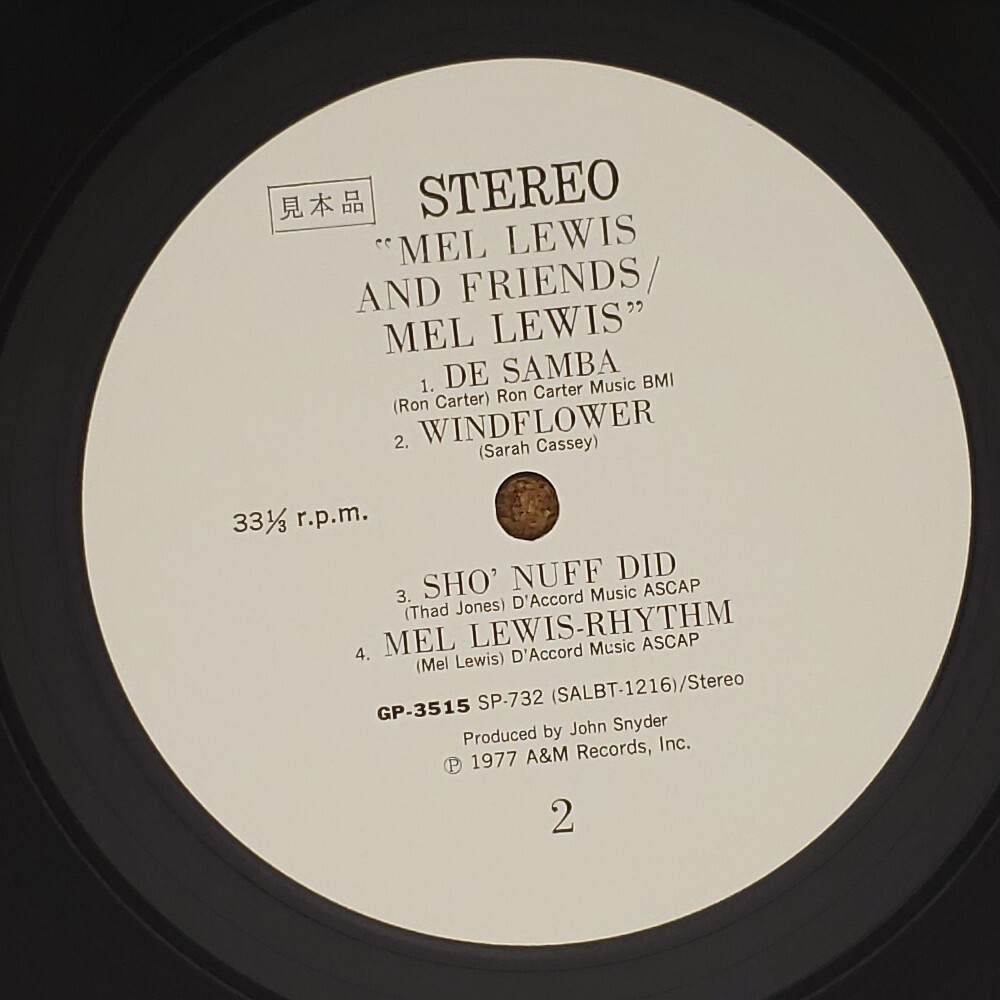 見本品
STEREO
“MEL LEWIS
AND FRIENDS/
MEL LEWIS”
1. DE SAMBA
(Ron Carter) Ron Carter Music BMI
2. WINDFLOWER
(Sarah Cassey)
33⅓ r.p.m.
3. SHO’ NUFF DID
(Thad Jones) D’Accord Music ASCAP
4. MEL LEWIS-RHYTHM
(Mel Lewis) D’Accord Music ASCAP
GP-3515 SP-732 (SALBT-1216)/Stereo
Produced by John Snyder
℗ 1977 A&M Records, Inc.
2